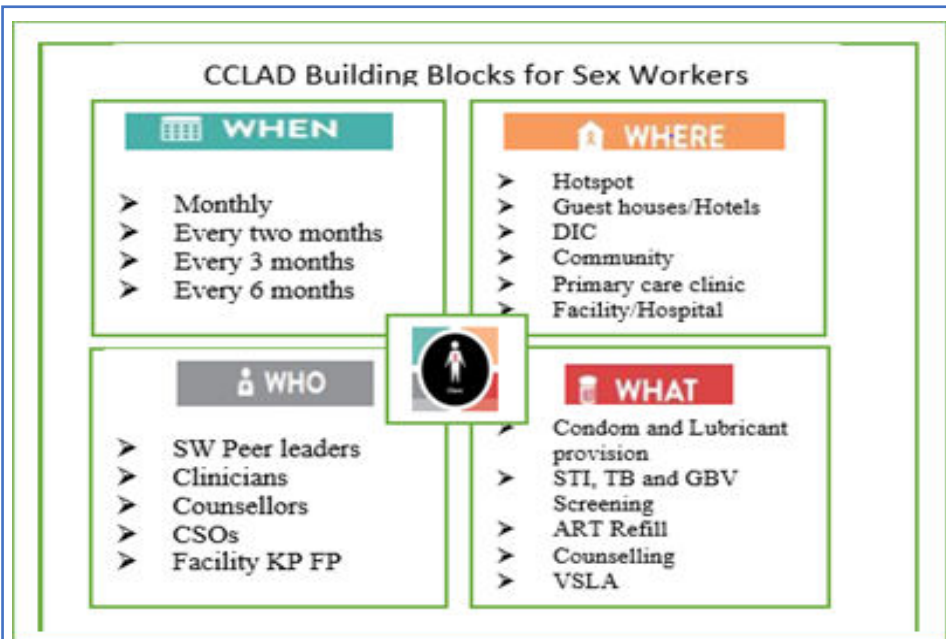 CCLAD Building Blocks for Sex Workers
WHEN
➢ Monthly
➢ Every two months
➢ Every 3 months
➢ Every 6 months
WHERE
➢ Hotspot
➢ Guest houses/Hotels
➢ DIC
➢ Community
➢ Primary care clinic
➢ Facility/Hospital
WHO
➢ SW Peer leaders
➢ Clinicians
➢ Counsellors
➢ CSOs
➢ Facility KP FP
WHAT
➢ Condom and Lubricant
provision
➢ STI, TB and GBV
Screening
➢ ART Refill
➢ Counselling
➢ VSLA